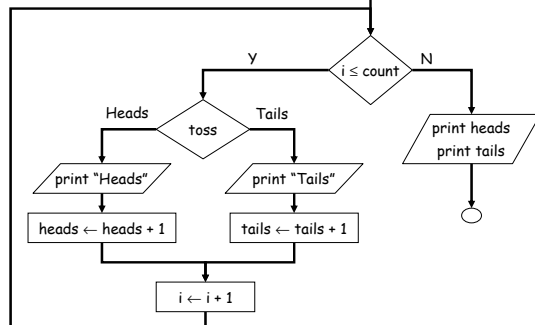 i ≤ count
Y
N
toss
Heads
Tails
print heads
print tails
print “Heads”
print “Tails”
heads ← heads + 1
tails ← tails + 1
i ← i + 1